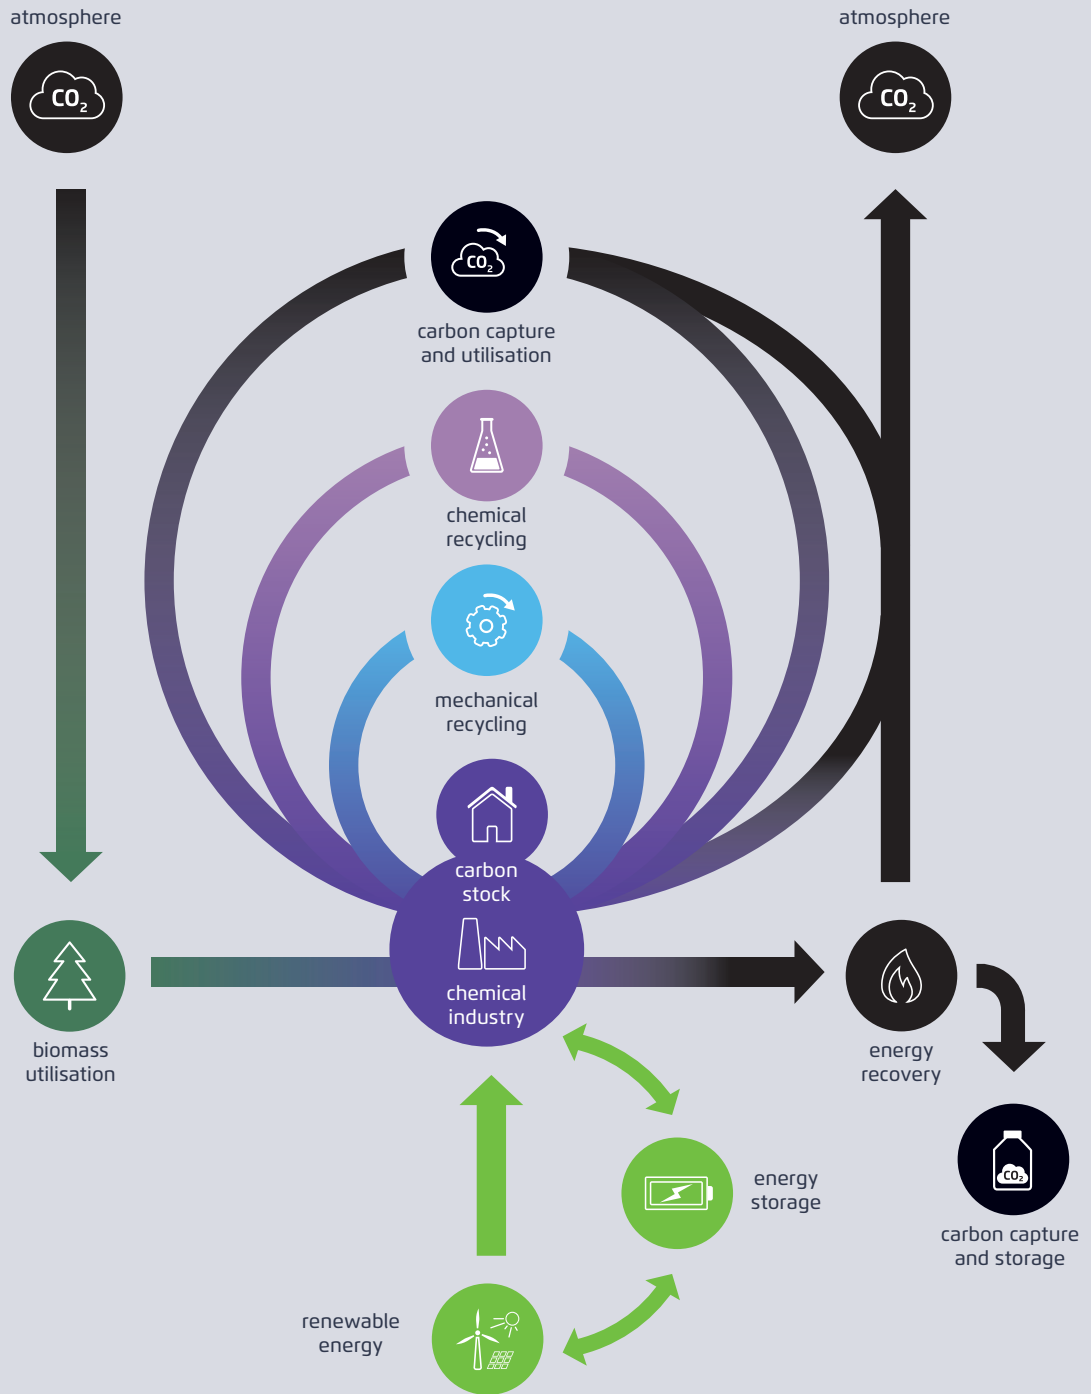 atmosphere
atmosphere
CO₂
CO₂
CO₂
carbon capture
and utilisation
chemical
recycling
mechanical
recycling
carbon
stock
chemical
industry
biomass
utilisation
energy
recovery
CO₂
energy
storage
carbon capture
and storage
renewable
energy